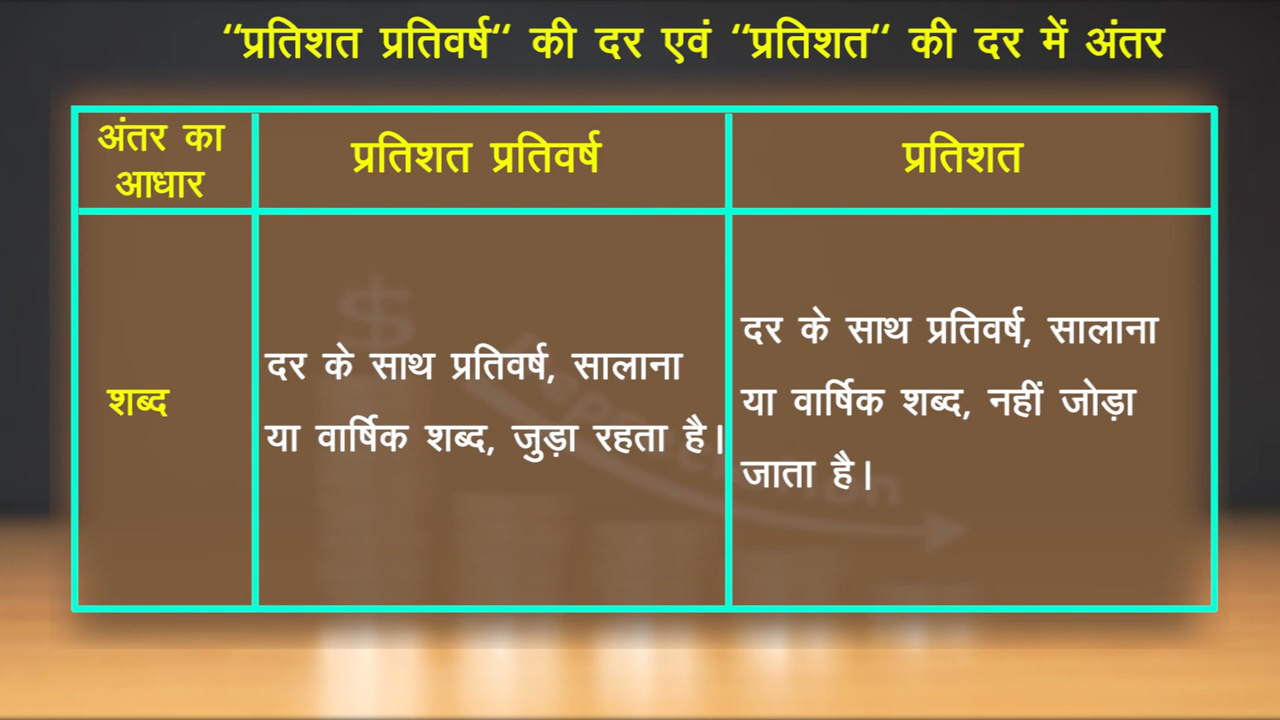 “प्रतिशत प्रतिवर्ष“ की दर एवं “प्रतिशत“ की दर में अंतर
अंतर का
आधार
प्रतिशत प्रतिवर्ष
प्रतिशत
शब्द
दर के साथ प्रतिवर्ष, सालाना
या वार्षिक शब्द, जुड़ा रहता है।
दर के साथ प्रतिवर्ष, सालाना
या वार्षिक शब्द, नहीं जोड़ा
जाता है।